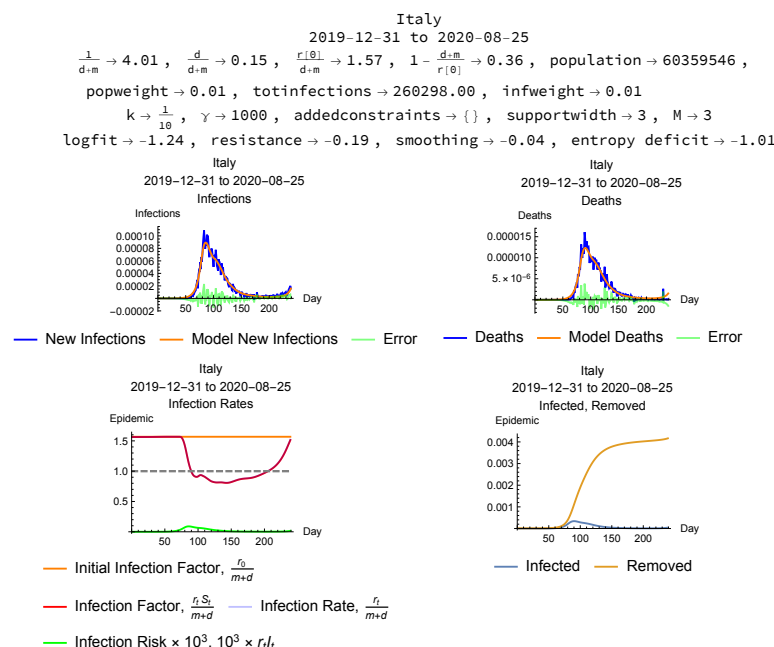 Italy
2019-12-31 to 2020-08-25
1/(d+m) → 4.01 , d/(d+m) → 0.15 , r[0]/(d+m) → 1.57 , 1 - (d+m)/r[0] → 0.36 , population → 60359546 ,
popweight → 0.01 , totinfections → 260298.00 , infweight → 0.01
k → 1/10 , γ → 1000 , addedconstraints → {} , supportwidth → 3 , M → 3
logfit → -1.24 , resistance → -0.19 , smoothing → -0.04 , entropy deficit → -1.01
Italy
2019-12-31 to 2020-08-25
Infections
Infections
0.00010
0.00008
0.00006
0.00004
0.00002
0.00000
-0.00002
50 100 150 200
Day
New Infections Model New Infections Error
Italy
2019-12-31 to 2020-08-25
Deaths
Deaths
0.000015
0.000010
5. × 10⁻⁶
0
50 100 150 200
Day
Deaths Model Deaths Error
Italy
2019-12-31 to 2020-08-25
Infection Rates
Epidemic
1.5
1.0
0.5
50 100 150 200
Day
Initial Infection Factor, r₀/(m+d)
Infection Factor, rₜ Sₜ/(m+d) Infection Rate, rₜ/(m+d)
Infection Risk × 10³, 10³ × rₜIₜ
Italy
2019-12-31 to 2020-08-25
Infected, Removed
Epidemic
0.004
0.003
0.002
0.001
50 100 150 200
Day
Infected Removed